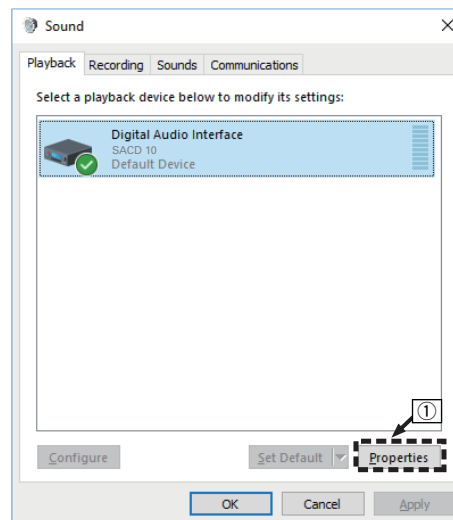 Sound
Playback Recording Sounds Communications
Select a playback device below to modify its settings:
Digital Audio Interface
SACD 10
Default Device
①
Configure Set Default Properties
OK Cancel Apply